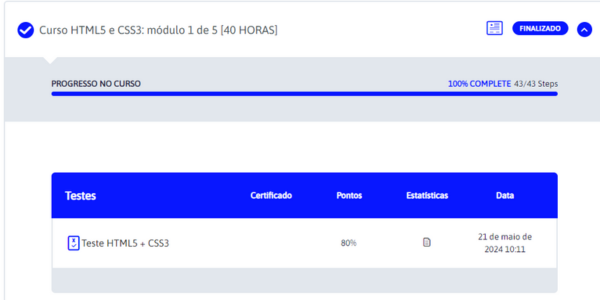 Curso HTML5 e CSS3: módulo 1 de 5 [40 HORAS]
FINALIZADO
PROGRESSO NO CURSO
100% COMPLETE 43/43 Steps
Testes Certificado Pontos Estatísticas Data
Teste HTML5 + CSS3 80% 21 de maio de
2024 10:11